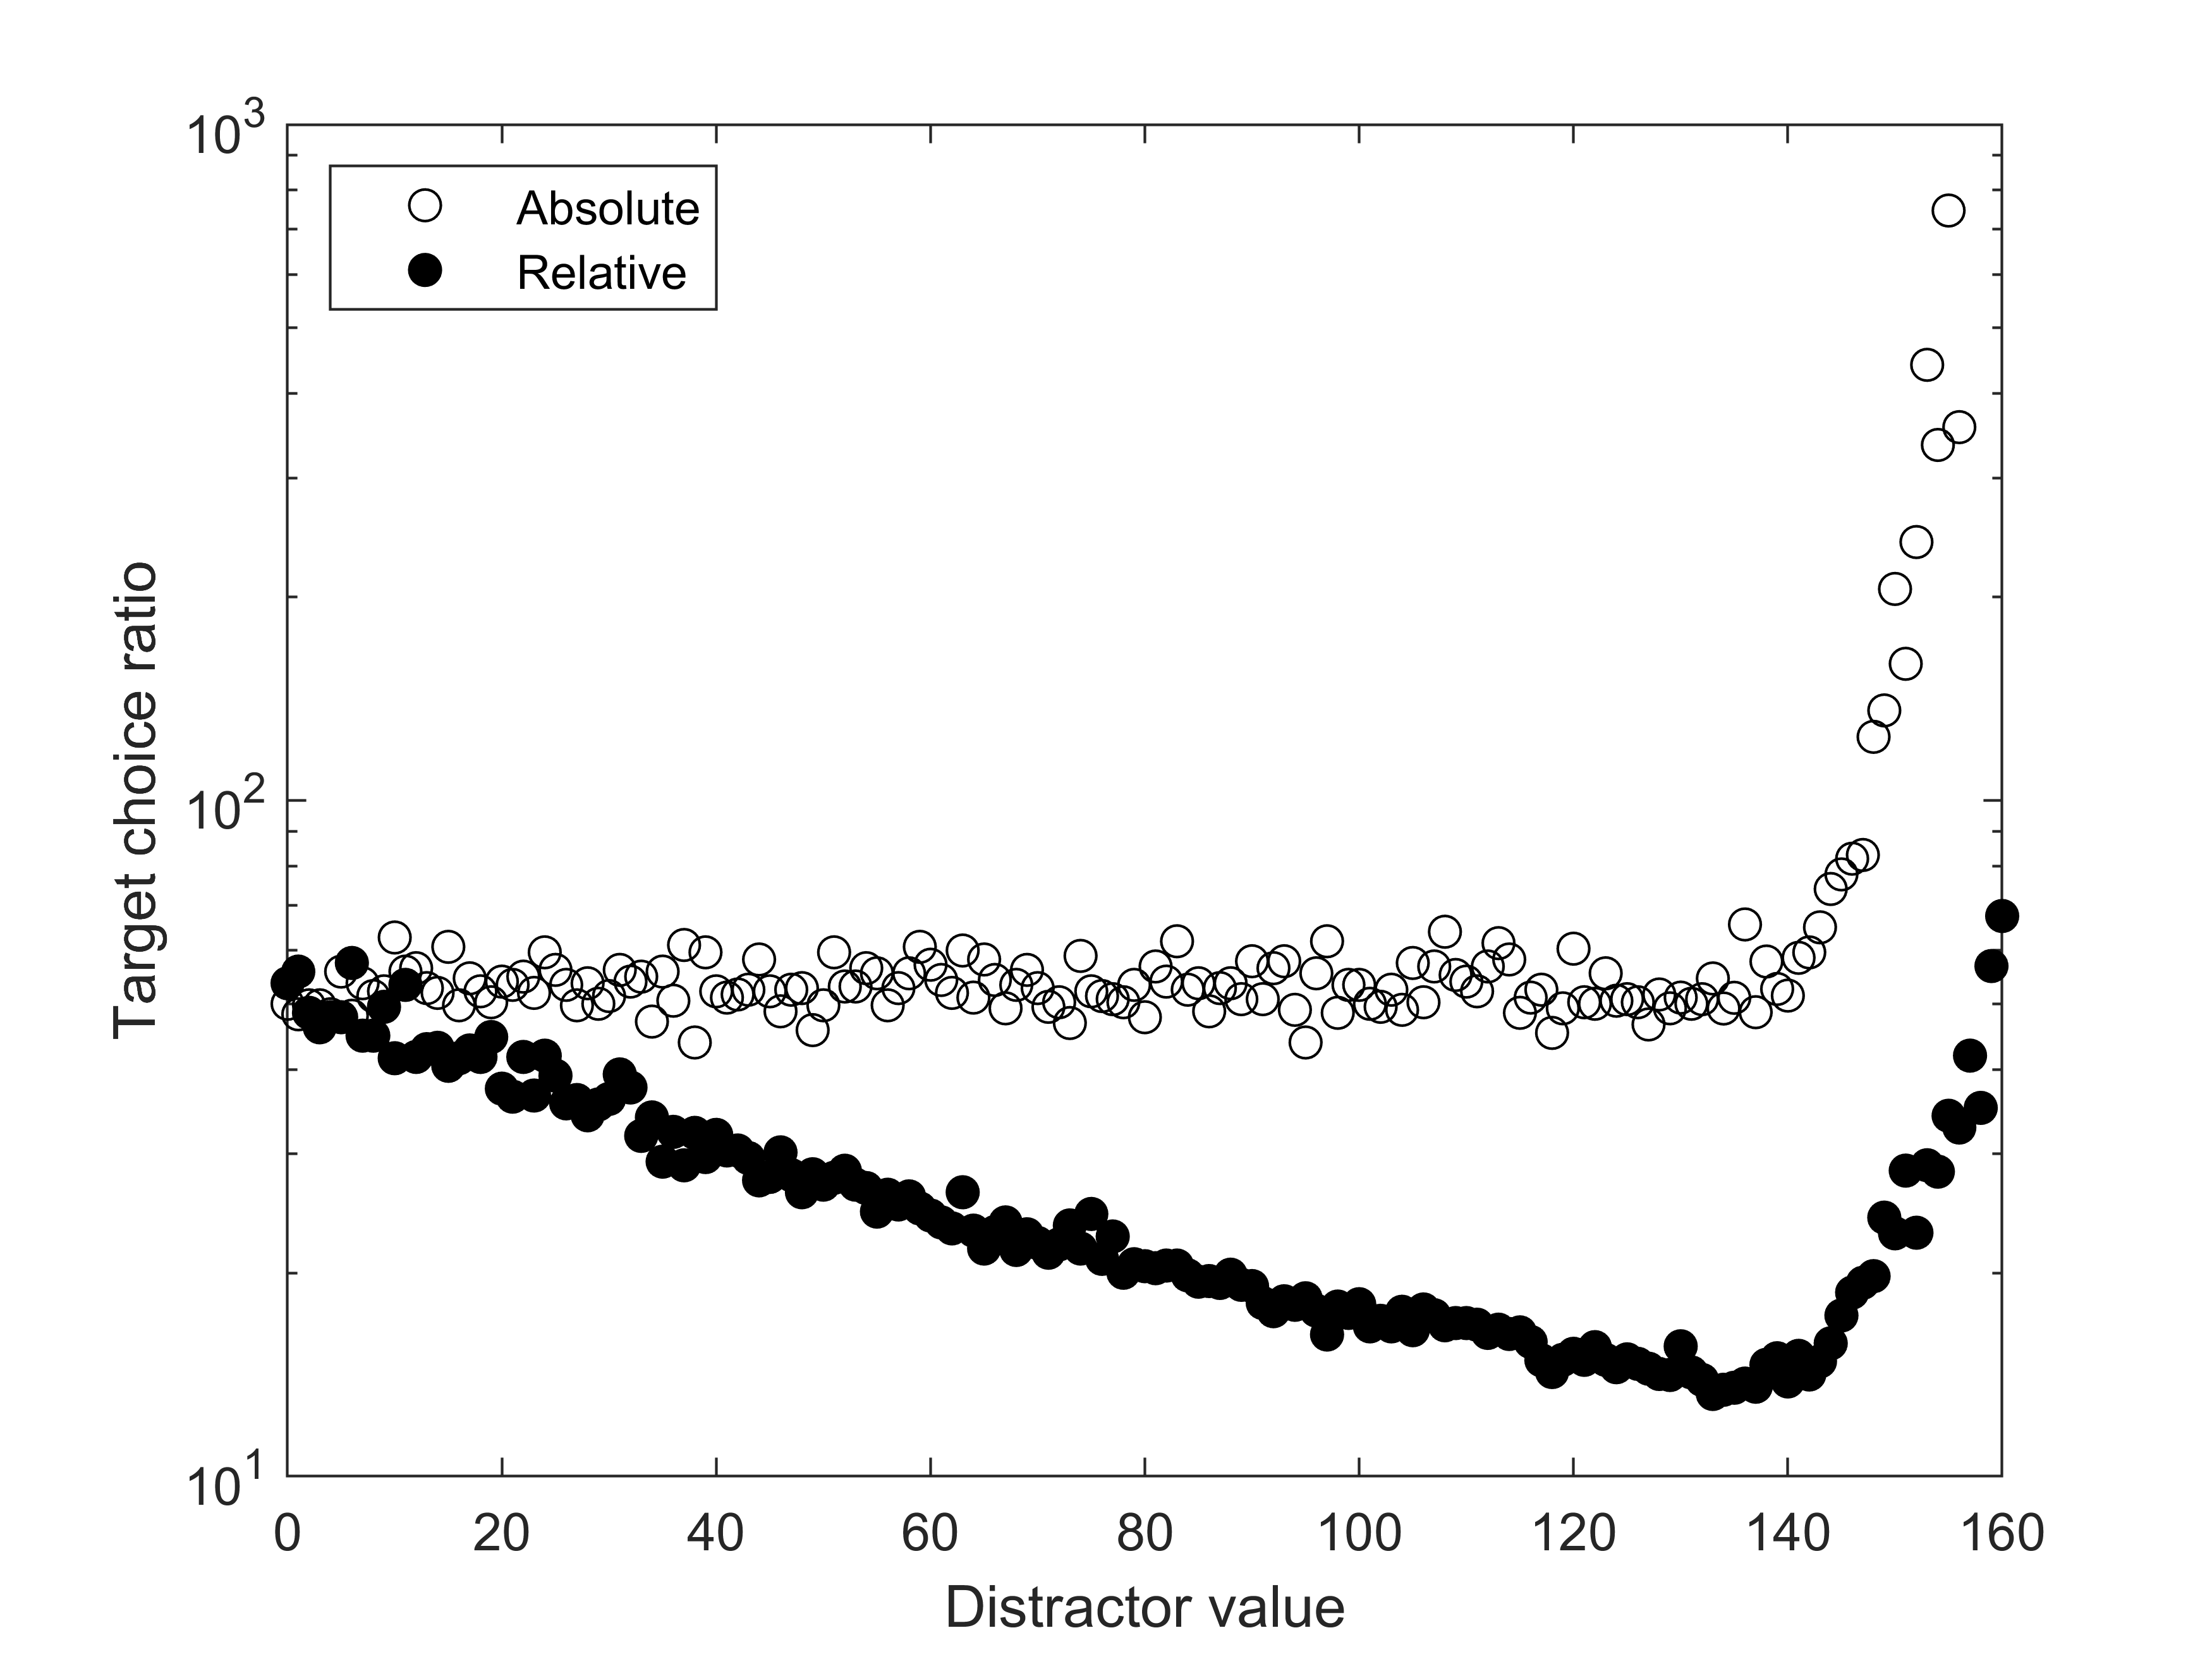 10³
Absolute
Relative
Target choice ratio
10²
10¹
0 20 40 60 80 100 120 140 160
Distractor value